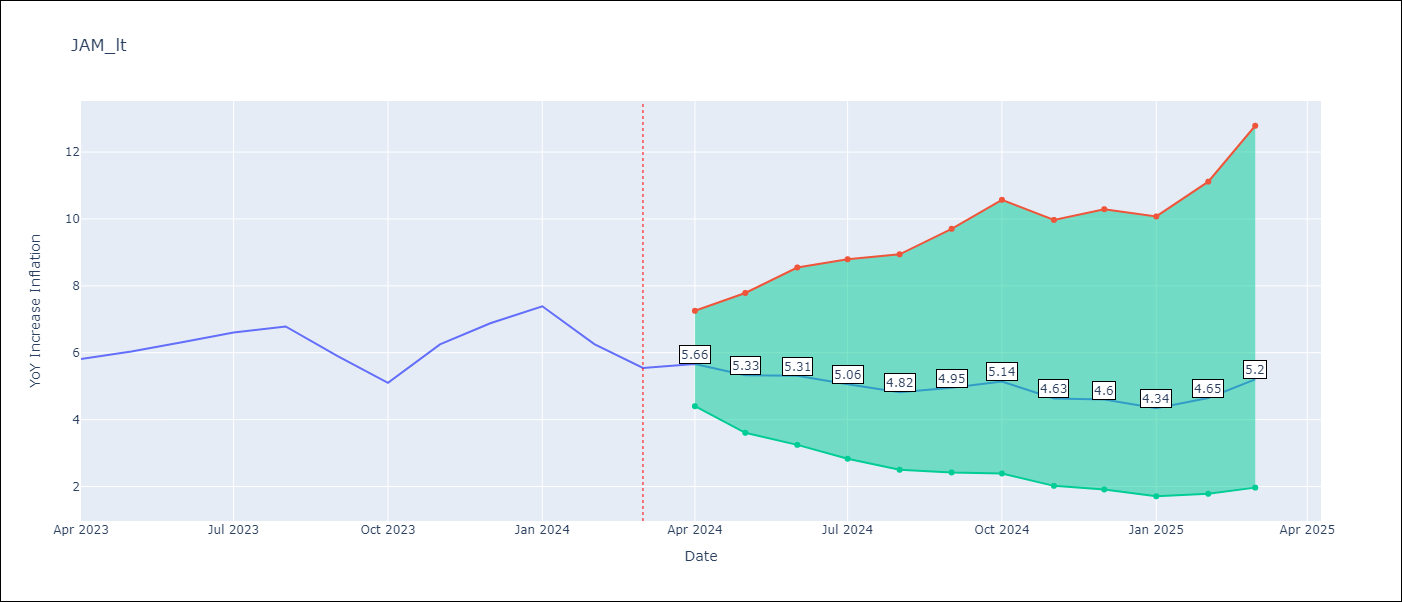 JAM_lt
YoY Increase Inflation
12
10
8
6
4
2
5.66
5.33
5.31
5.06
4.82
4.95
5.14
4.63
4.6
4.34
4.65
5.2
Apr 2023
Jul 2023
Oct 2023
Jan 2024
Apr 2024
Jul 2024
Oct 2024
Jan 2025
Apr 2025
Date